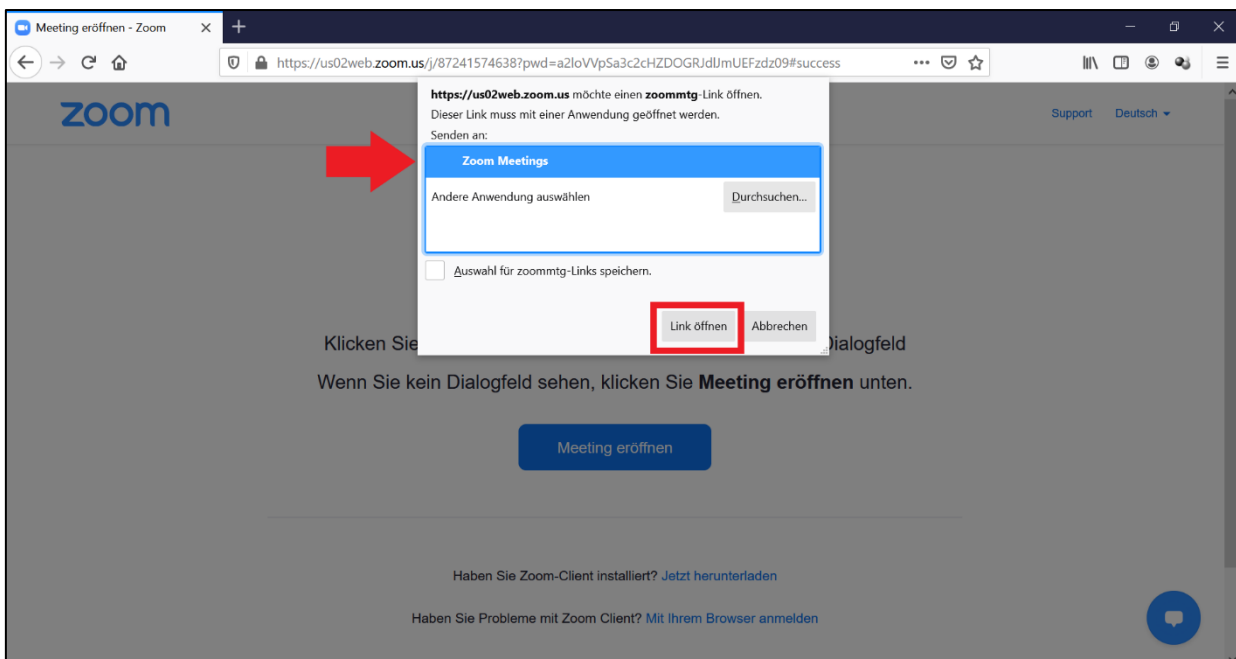 Meeting eröffnen - Zoom
https://us02web.zoom.us/j/87241574638?pwd=a2loVVpSa3c2cHZDOGRJdlJmUEFzdz09#success
zoom
Support Deutsch
https://us02web.zoom.us möchte einen zoommtg-Link öffnen.
Dieser Link muss mit einer Anwendung geöffnet werden.
Senden an:
Zoom Meetings
Andere Anwendung auswählen Durchsuchen...
Auswahl für zoommtg-Links speichern.
Link öffnen Abbrechen
Klicken Sie Dialogfeld
Wenn Sie kein Dialogfeld sehen, klicken Sie Meeting eröffnen unten.
Meeting eröffnen
Haben Sie Zoom-Client installiert? Jetzt herunterladen
Haben Sie Probleme mit Zoom Client? Mit Ihrem Browser anmelden